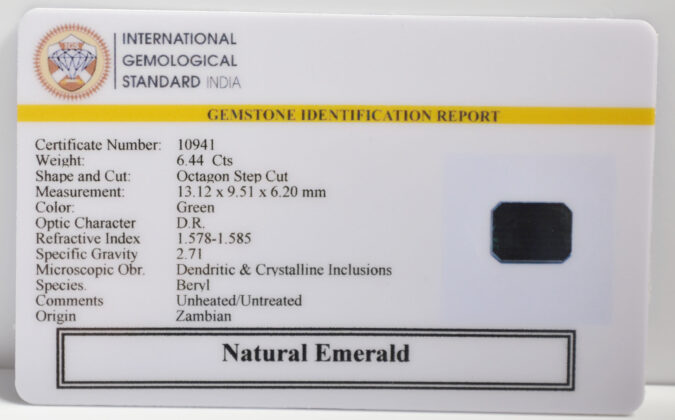 INTERNATIONAL
GEMOLOGICAL
STANDARD INDIA
GEMSTONE IDENTIFICATION REPORT
Certificate Number: 10941
Weight: 6.44 Cts
Shape and Cut: Octagon Step Cut
Measurement: 13.12 x 9.51 x 6.20 mm
Color: Green
Optic Character D.R.
Refractive Index 1.578-1.585
Specific Gravity 2.71
Microscopic Obr. Dendritic & Crystalline Inclusions
Species. Beryl
Comments Unheated/Untreated
Origin Zambian
Natural Emerald